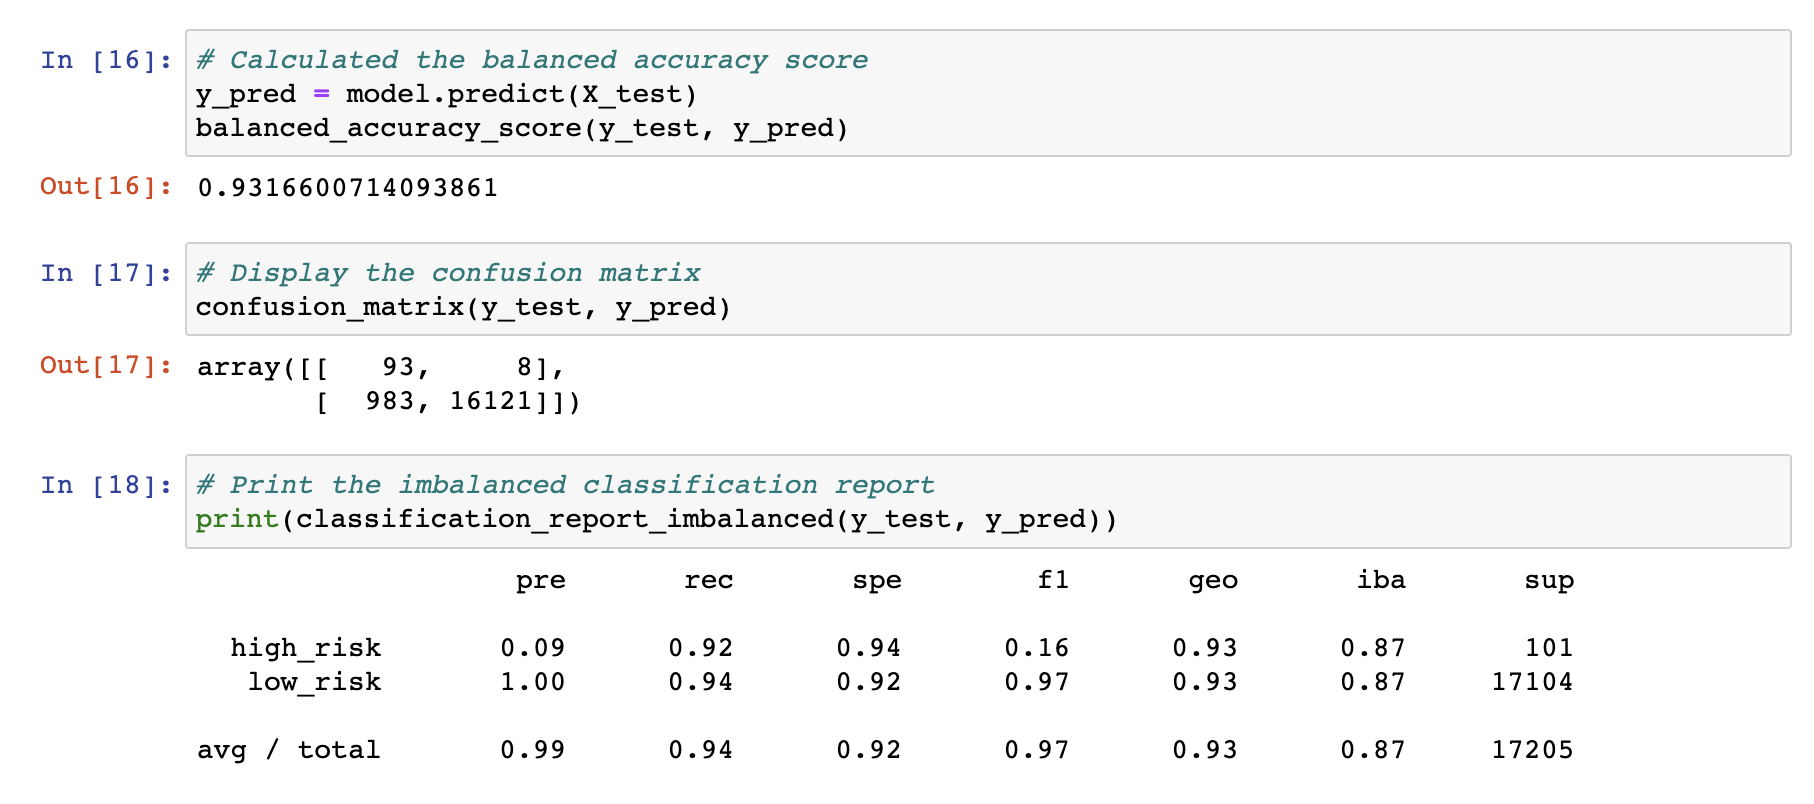 In [16]: # Calculated the balanced accuracy score
y_pred = model.predict(X_test)
balanced_accuracy_score(y_test, y_pred)
Out[16]: 0.9316600714093861
In [17]: # Display the confusion matrix
confusion_matrix(y_test, y_pred)
Out[17]: array([[   93,     8],
       [  983, 16121]])
In [18]: # Print the imbalanced classification report
print(classification_report_imbalanced(y_test, y_pred))
pre rec spe f1 geo iba sup
high_risk 0.09 0.92 0.94 0.16 0.93 0.87 101
low_risk 1.00 0.94 0.92 0.97 0.93 0.87 17104
avg / total 0.99 0.94 0.92 0.97 0.93 0.87 17205